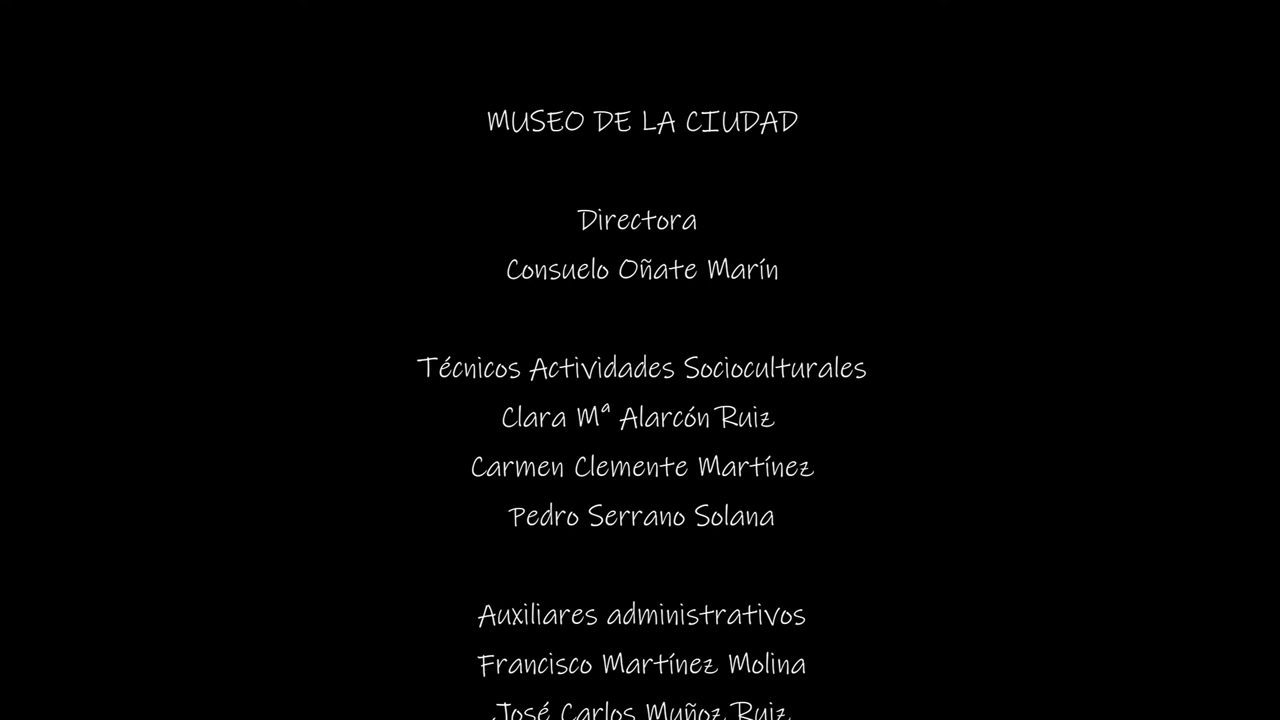 MUSEO DE LA CIUDAD
Directora
Consuelo Oñate Marín
Técnicos Actividades Socioculturales
Clara Mª Alarcón Ruiz
Carmen Clemente Martínez
Pedro Serrano Solana
Auxiliares administrativos
Francisco Martínez Molina
José Carlos Muñoz Ruiz